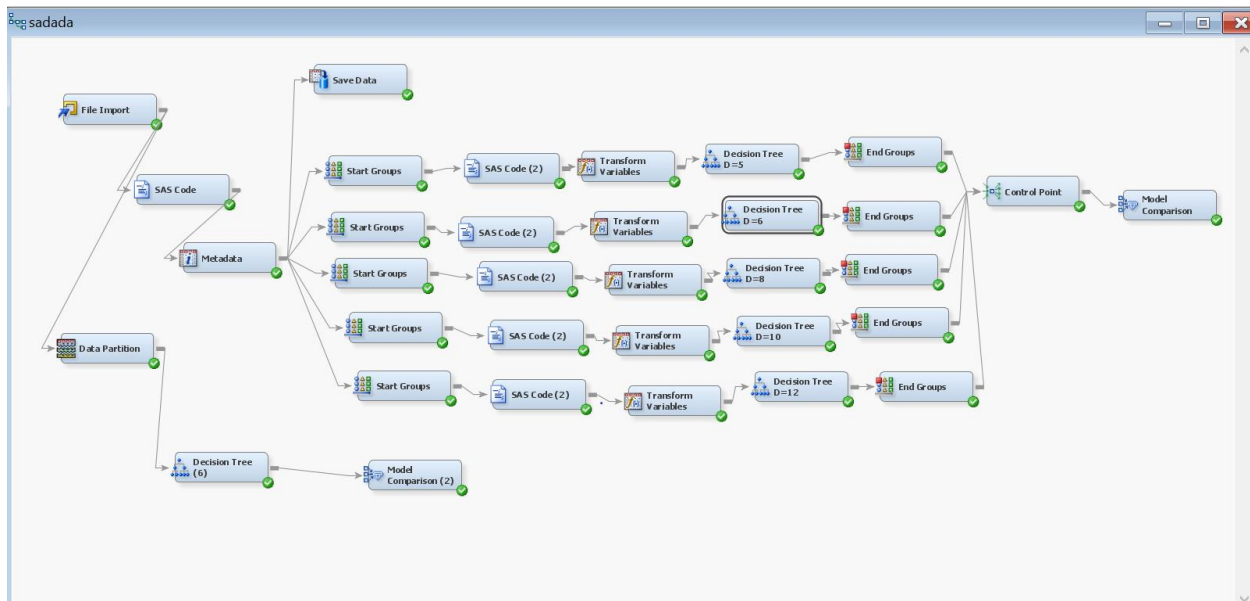 sadada
Save Data
File Import
SAS Code
Metadata
Data Partition
Start Groups
SAS Code (2)
Transform
Variables
Decision Tree
D=5
End Groups
Start Groups
SAS Code (2)
Transform
Variables
Decision Tree
D=6
End Groups
Control Point
Model
Comparison
Start Groups
SAS Code (2)
Transform
Variables
Decision Tree
D=8
End Groups
Start Groups
SAS Code (2)
Transform
Variables
Decision Tree
D=10
End Groups
Start Groups
SAS Code (2)
Transform
Variables
Decision Tree
D=12
End Groups
Decision Tree
(6)
Model
Comparison (2)